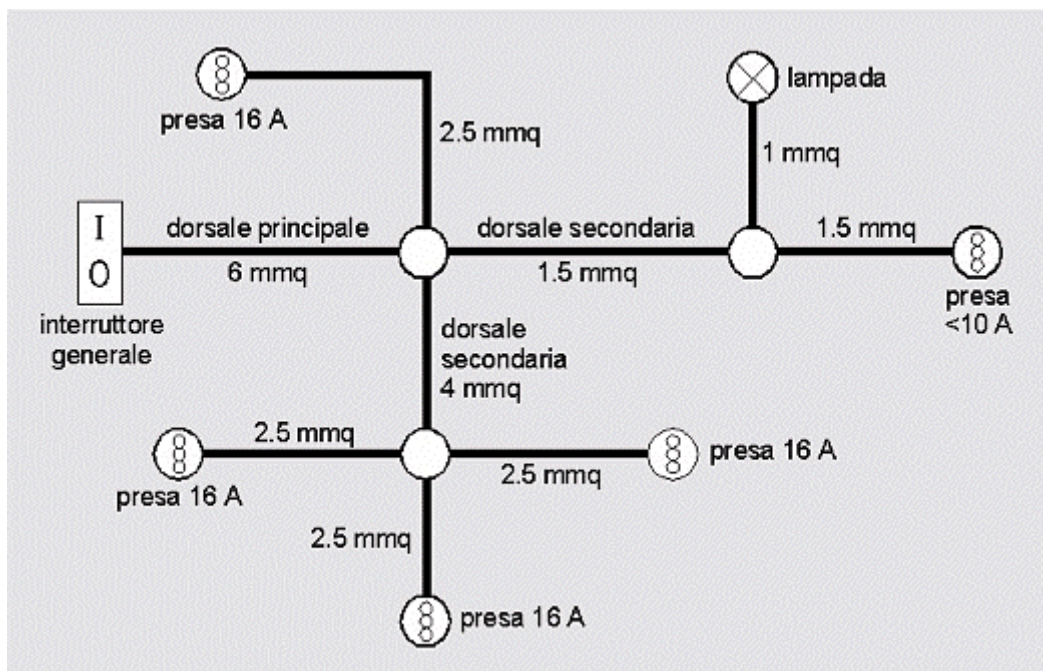 presa 16 A
2.5 mmq
lampada
1 mmq
I
O
interruttore
generale
dorsale principale
6 mmq
dorsale secondaria
1.5 mmq
1.5 mmq
presa
<10 A
dorsale
secondaria
4 mmq
2.5 mmq
presa 16 A
2.5 mmq
presa 16 A
2.5 mmq
presa 16 A